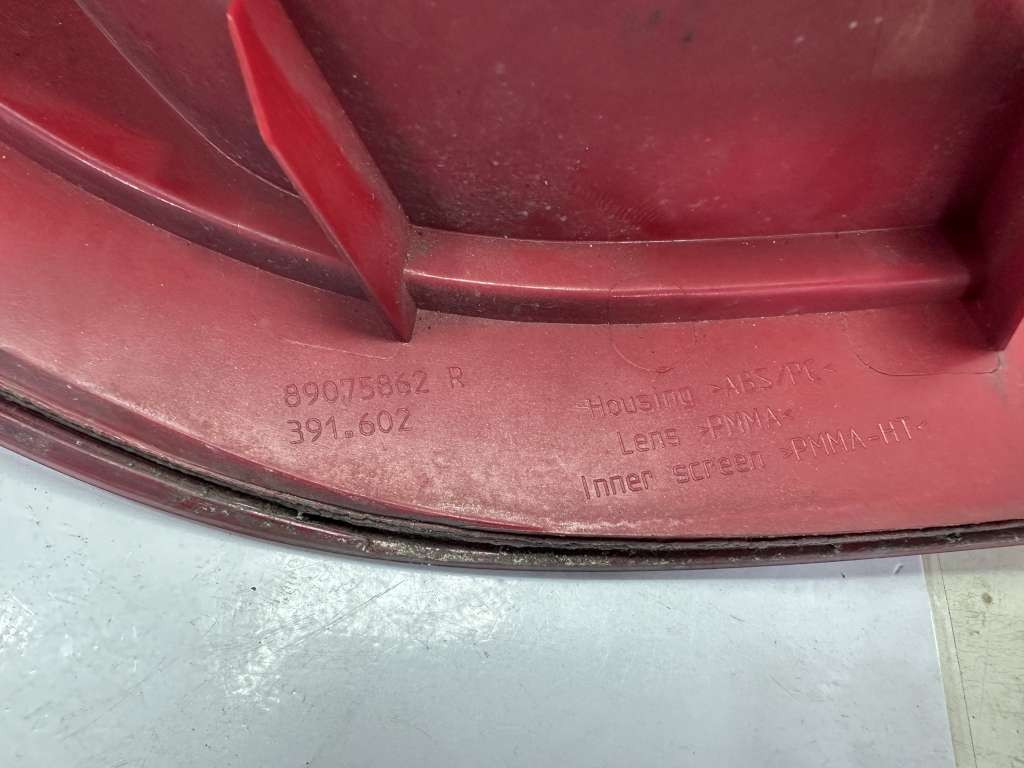 89075862 R
391.602
Housing >ABS/PC<
Lens >PMMA<
Inner screen >PMMA-HT<